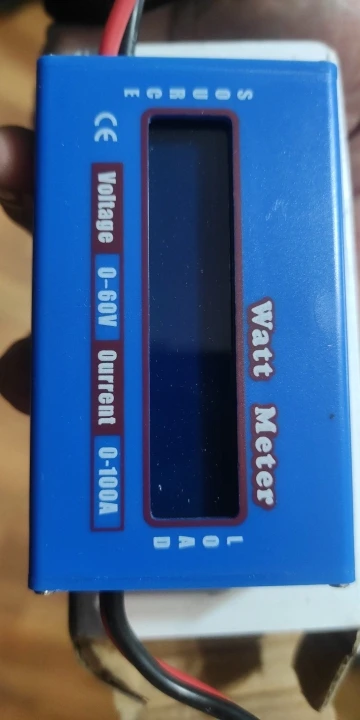 Watt Meter
SOURCE
LOAD
CE Voltage 0-60V Ourrent 0-100A